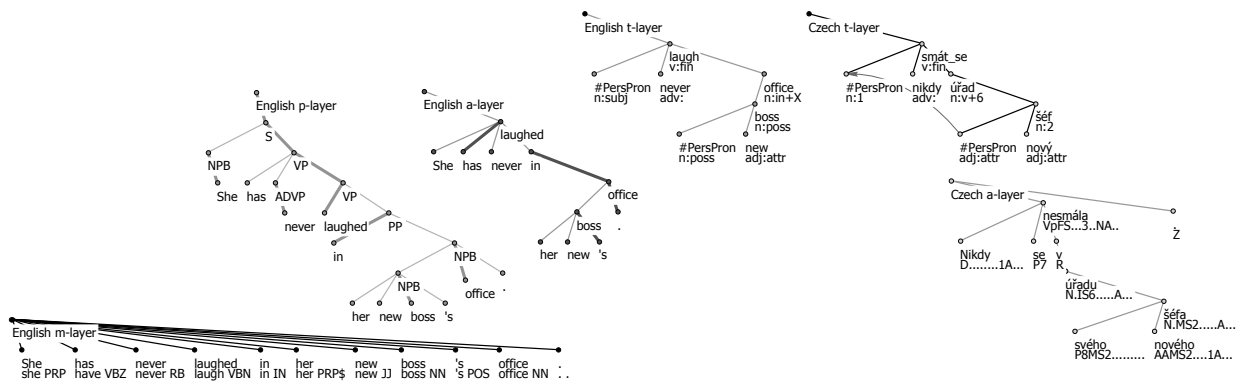 English t-layer
laugh
v:fin
#PersPron
n:subj
never
adv:
office
n:in+X
boss
n:poss
#PersPron
n:poss
new
adj:attr
Czech t-layer
smát_se
v:fin
#PersPron
n:1
nikdy
adv:
úřad
n:v+6
šéf
n:2
#PersPron
adj:attr
nový
adj:attr
English p-layer
S
NPB
VP
She
has
ADVP
VP
never
laughed
PP
in
NPB
NPB
office
.
her
new
boss
's
English a-layer
laughed
She
has
never
in
office
boss
.
her
new
's
Czech a-layer
nesmála
VpFS...3..NA..
.
Z
Nikdy
D........1A...
se
P7
v
R
úřadu
N.IS6.....A...
šéfa
N.MS2.....A...
svého
P8MS2.........
nového
AAMS2....1A...
English m-layer
She has never laughed in her new boss 's office .
she PRP have VBZ never RB laugh VBN in IN her PRP$ new JJ boss NN 's POS office NN . .